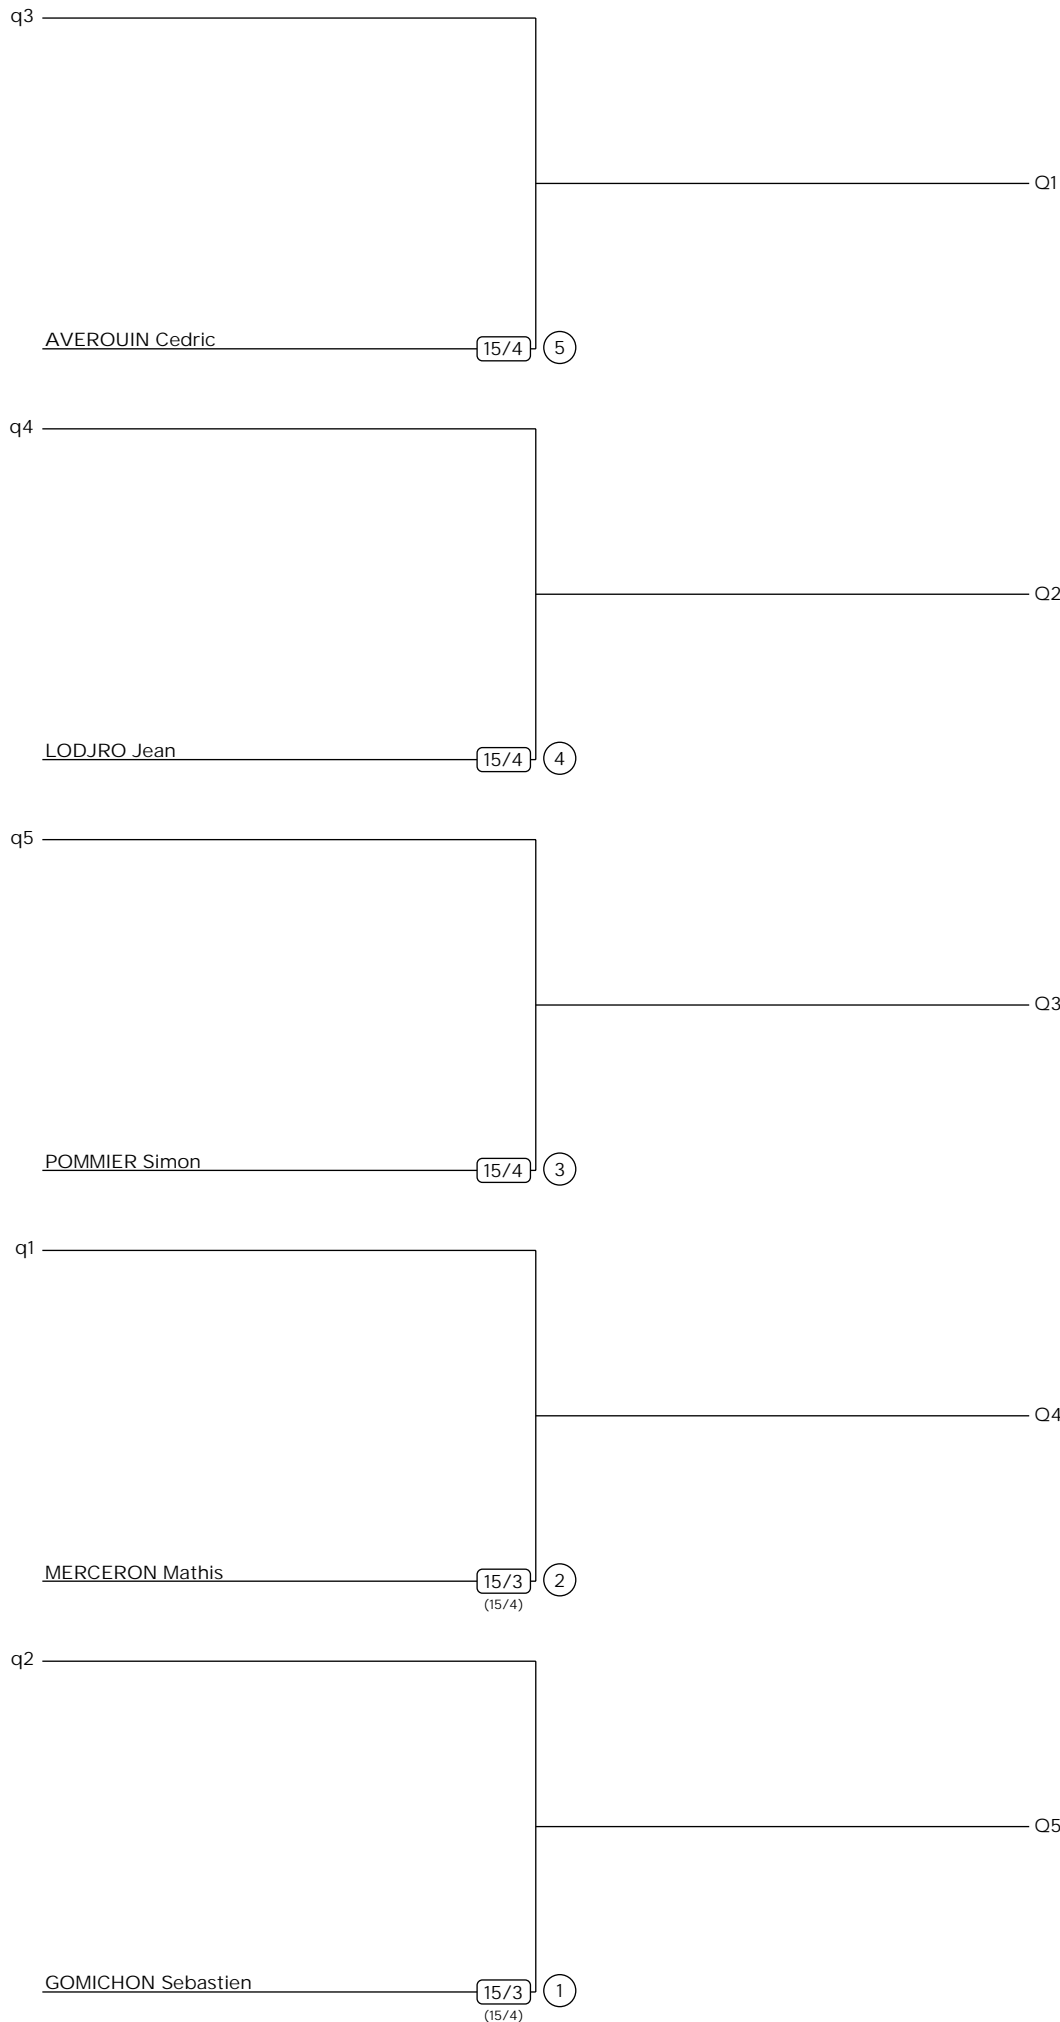 q3
Q1
AVEROUIN Cedric 15/4 5
q4
Q2
LODJRO Jean 15/4 4
q5
Q3
POMMIER Simon 15/4 3
q1
Q4
MERCERON Mathis 15/3 2
(15/4)
q2
Q5
GOMICHON Sebastien 15/3 1
(15/4)